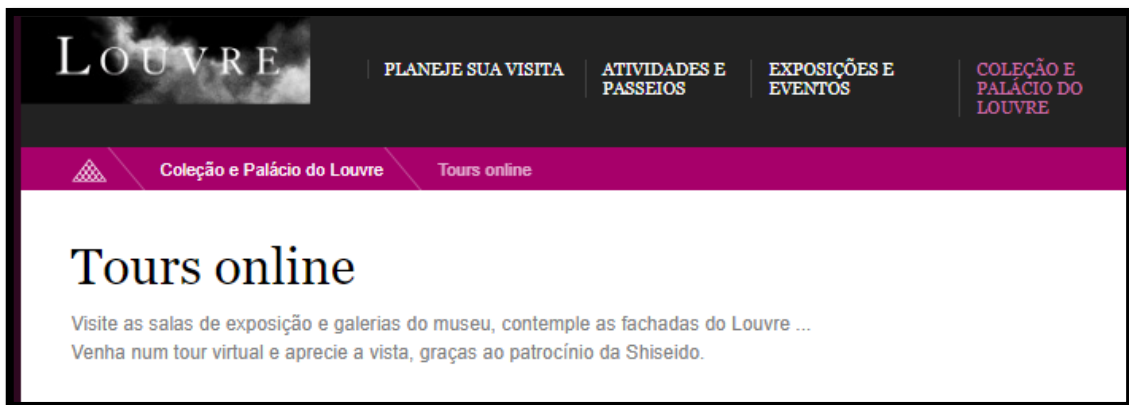 LOUVRE
PLANEJE SUA VISITA
ATIVIDADES E
PASSEIOS
EXPOSIÇÕES E
EVENTOS
COLEÇÃO E
PALÁCIO DO
LOUVRE
Coleção e Palácio do Louvre
Tours online
Tours online
Visite as salas de exposição e galerias do museu, contemple as fachadas do Louvre ...
Venha num tour virtual e aprecie a vista, graças ao patrocínio da Shiseido.